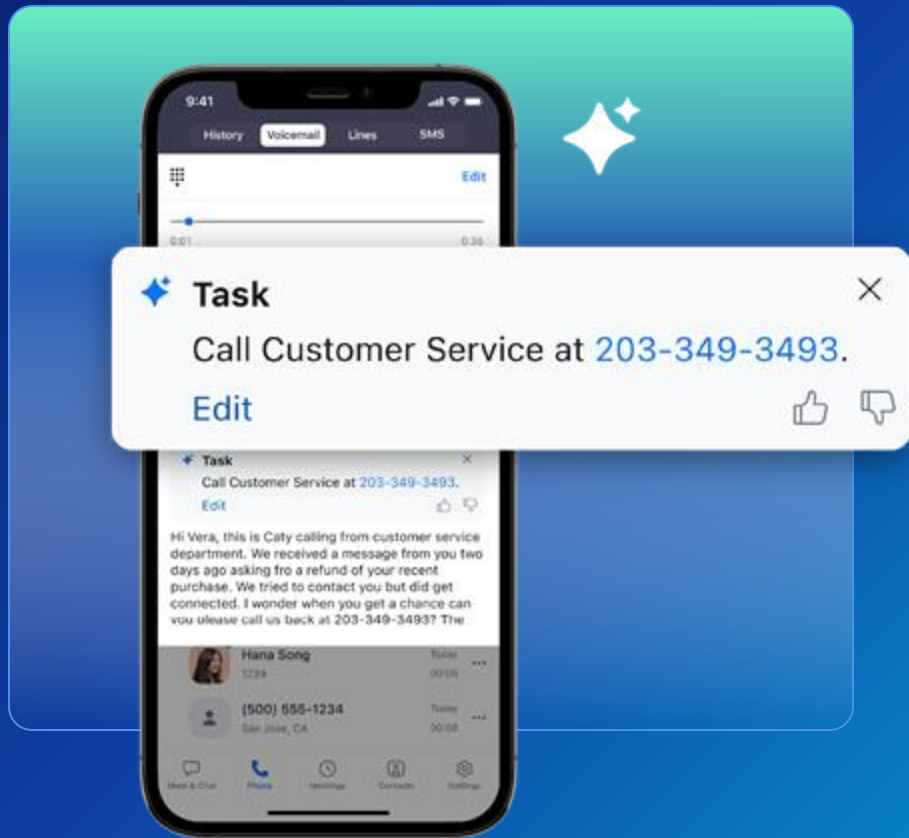 9:41
History Voicemail Lines SMS
Edit
0:01 0:36
Task
Call Customer Service at 203-349-3493.
Edit
Task
Call Customer Service at 203-349-3493.
Edit
Hi Vera, this is Caty calling from customer service
department. We received a message from you two
days ago asking fro a refund of your recent
purchase. We tried to contact you but did get
connected. I wonder when you get a chance can
you please call us back at 203-349-3493? The
Hana Song Today
1234 00:08
(500) 555-1234 Today
San Jose, CA 00:08
Meet & Chat Phone Meetings Contacts Settings